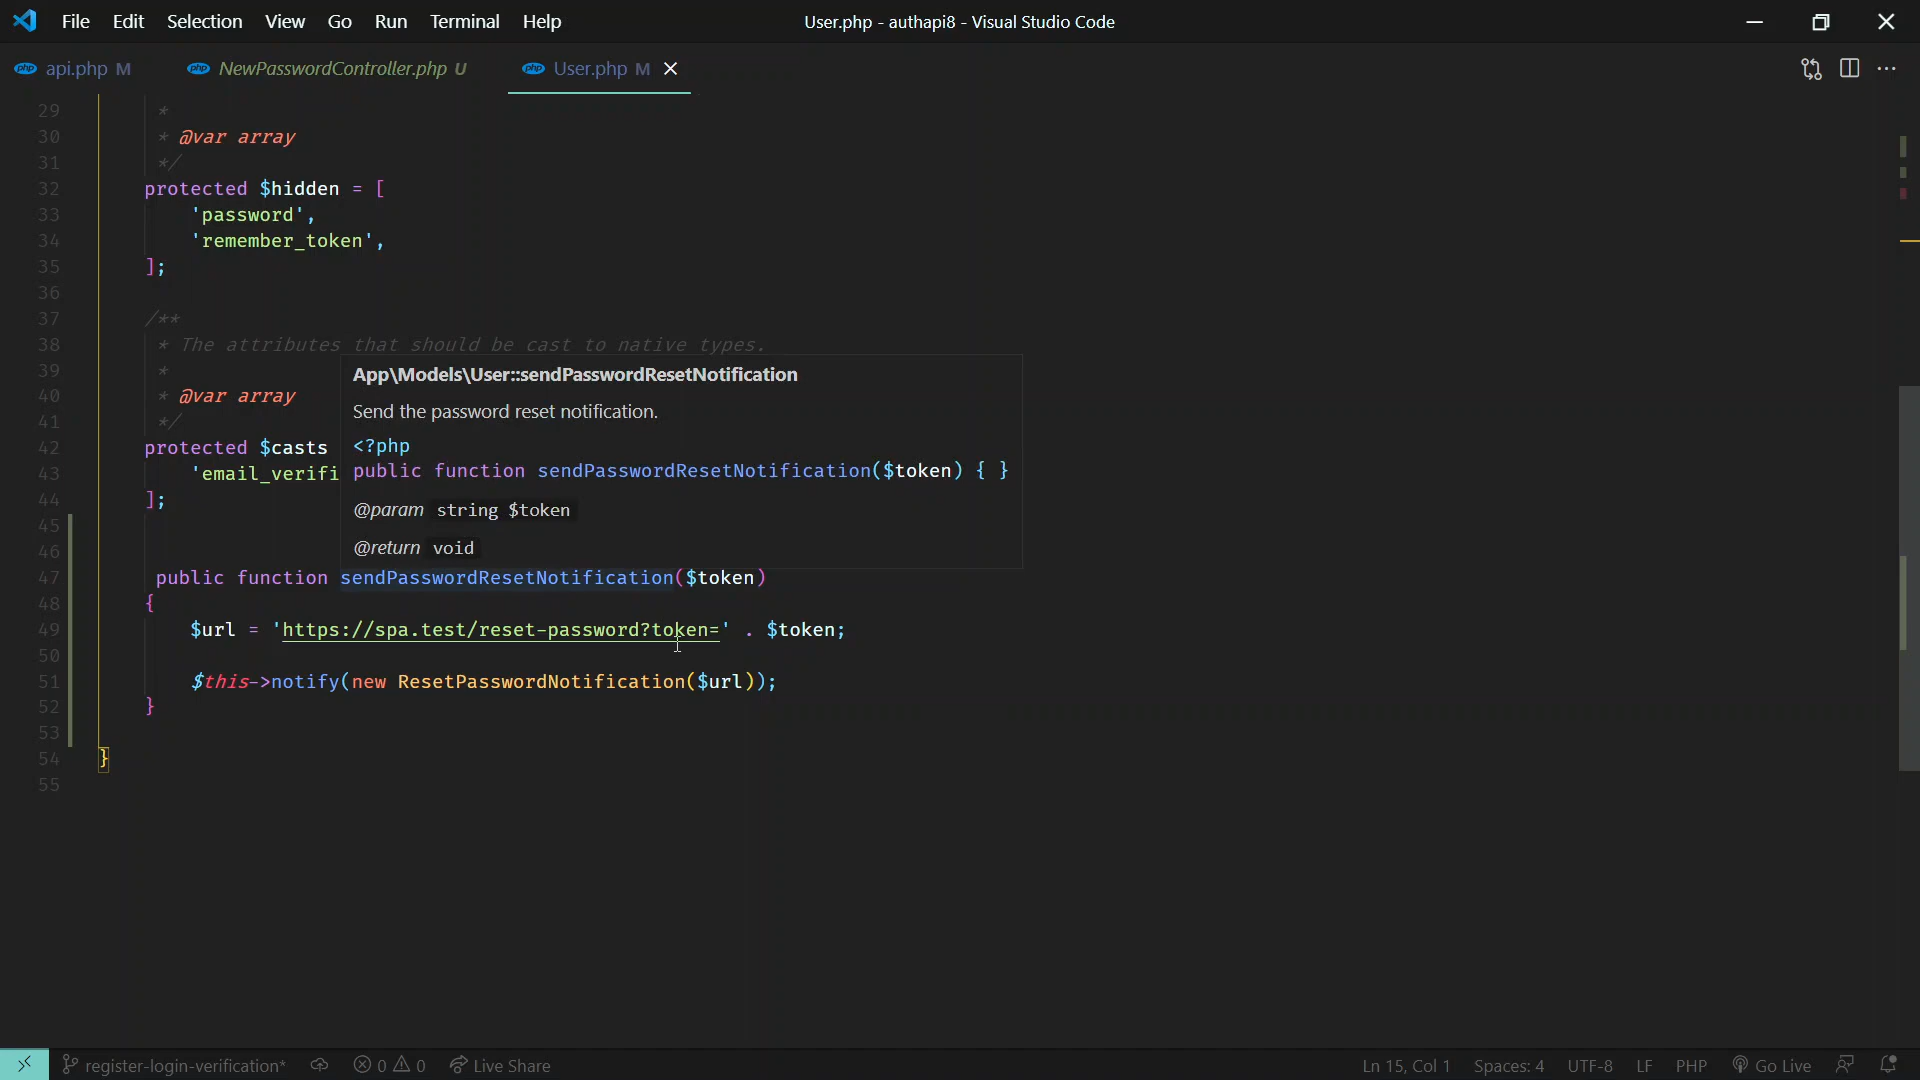 File Edit Selection View Go Run Terminal Help User.php - authapi8 - Visual Studio Code
php api.php M php NewPasswordController.php U php User.php M
29 *
30 * @var array
31 */
32 protected $hidden = [
33 'password',
34 'remember_token',
35 ];
36
37 /**
38 * The attributes that should be cast to native types.
39 *
40 * @var array
41 */
42 protected $casts
43 'email_verifi
44 ];
45
46
App\Models\User::sendPasswordResetNotification
Send the password reset notification.
<?php
public function sendPasswordResetNotification($token) { }
@param string $token
@return void
47 public function sendPasswordResetNotification($token)
48 {
49 $url = 'https://spa.test/reset-password?token=' . $token;
50
51 $this->notify(new ResetPasswordNotification($url));
52 }
53
54 }
55
register-login-verification* 0 0 Live Share Ln 15, Col 1 Spaces: 4 UTF-8 LF PHP Go Live